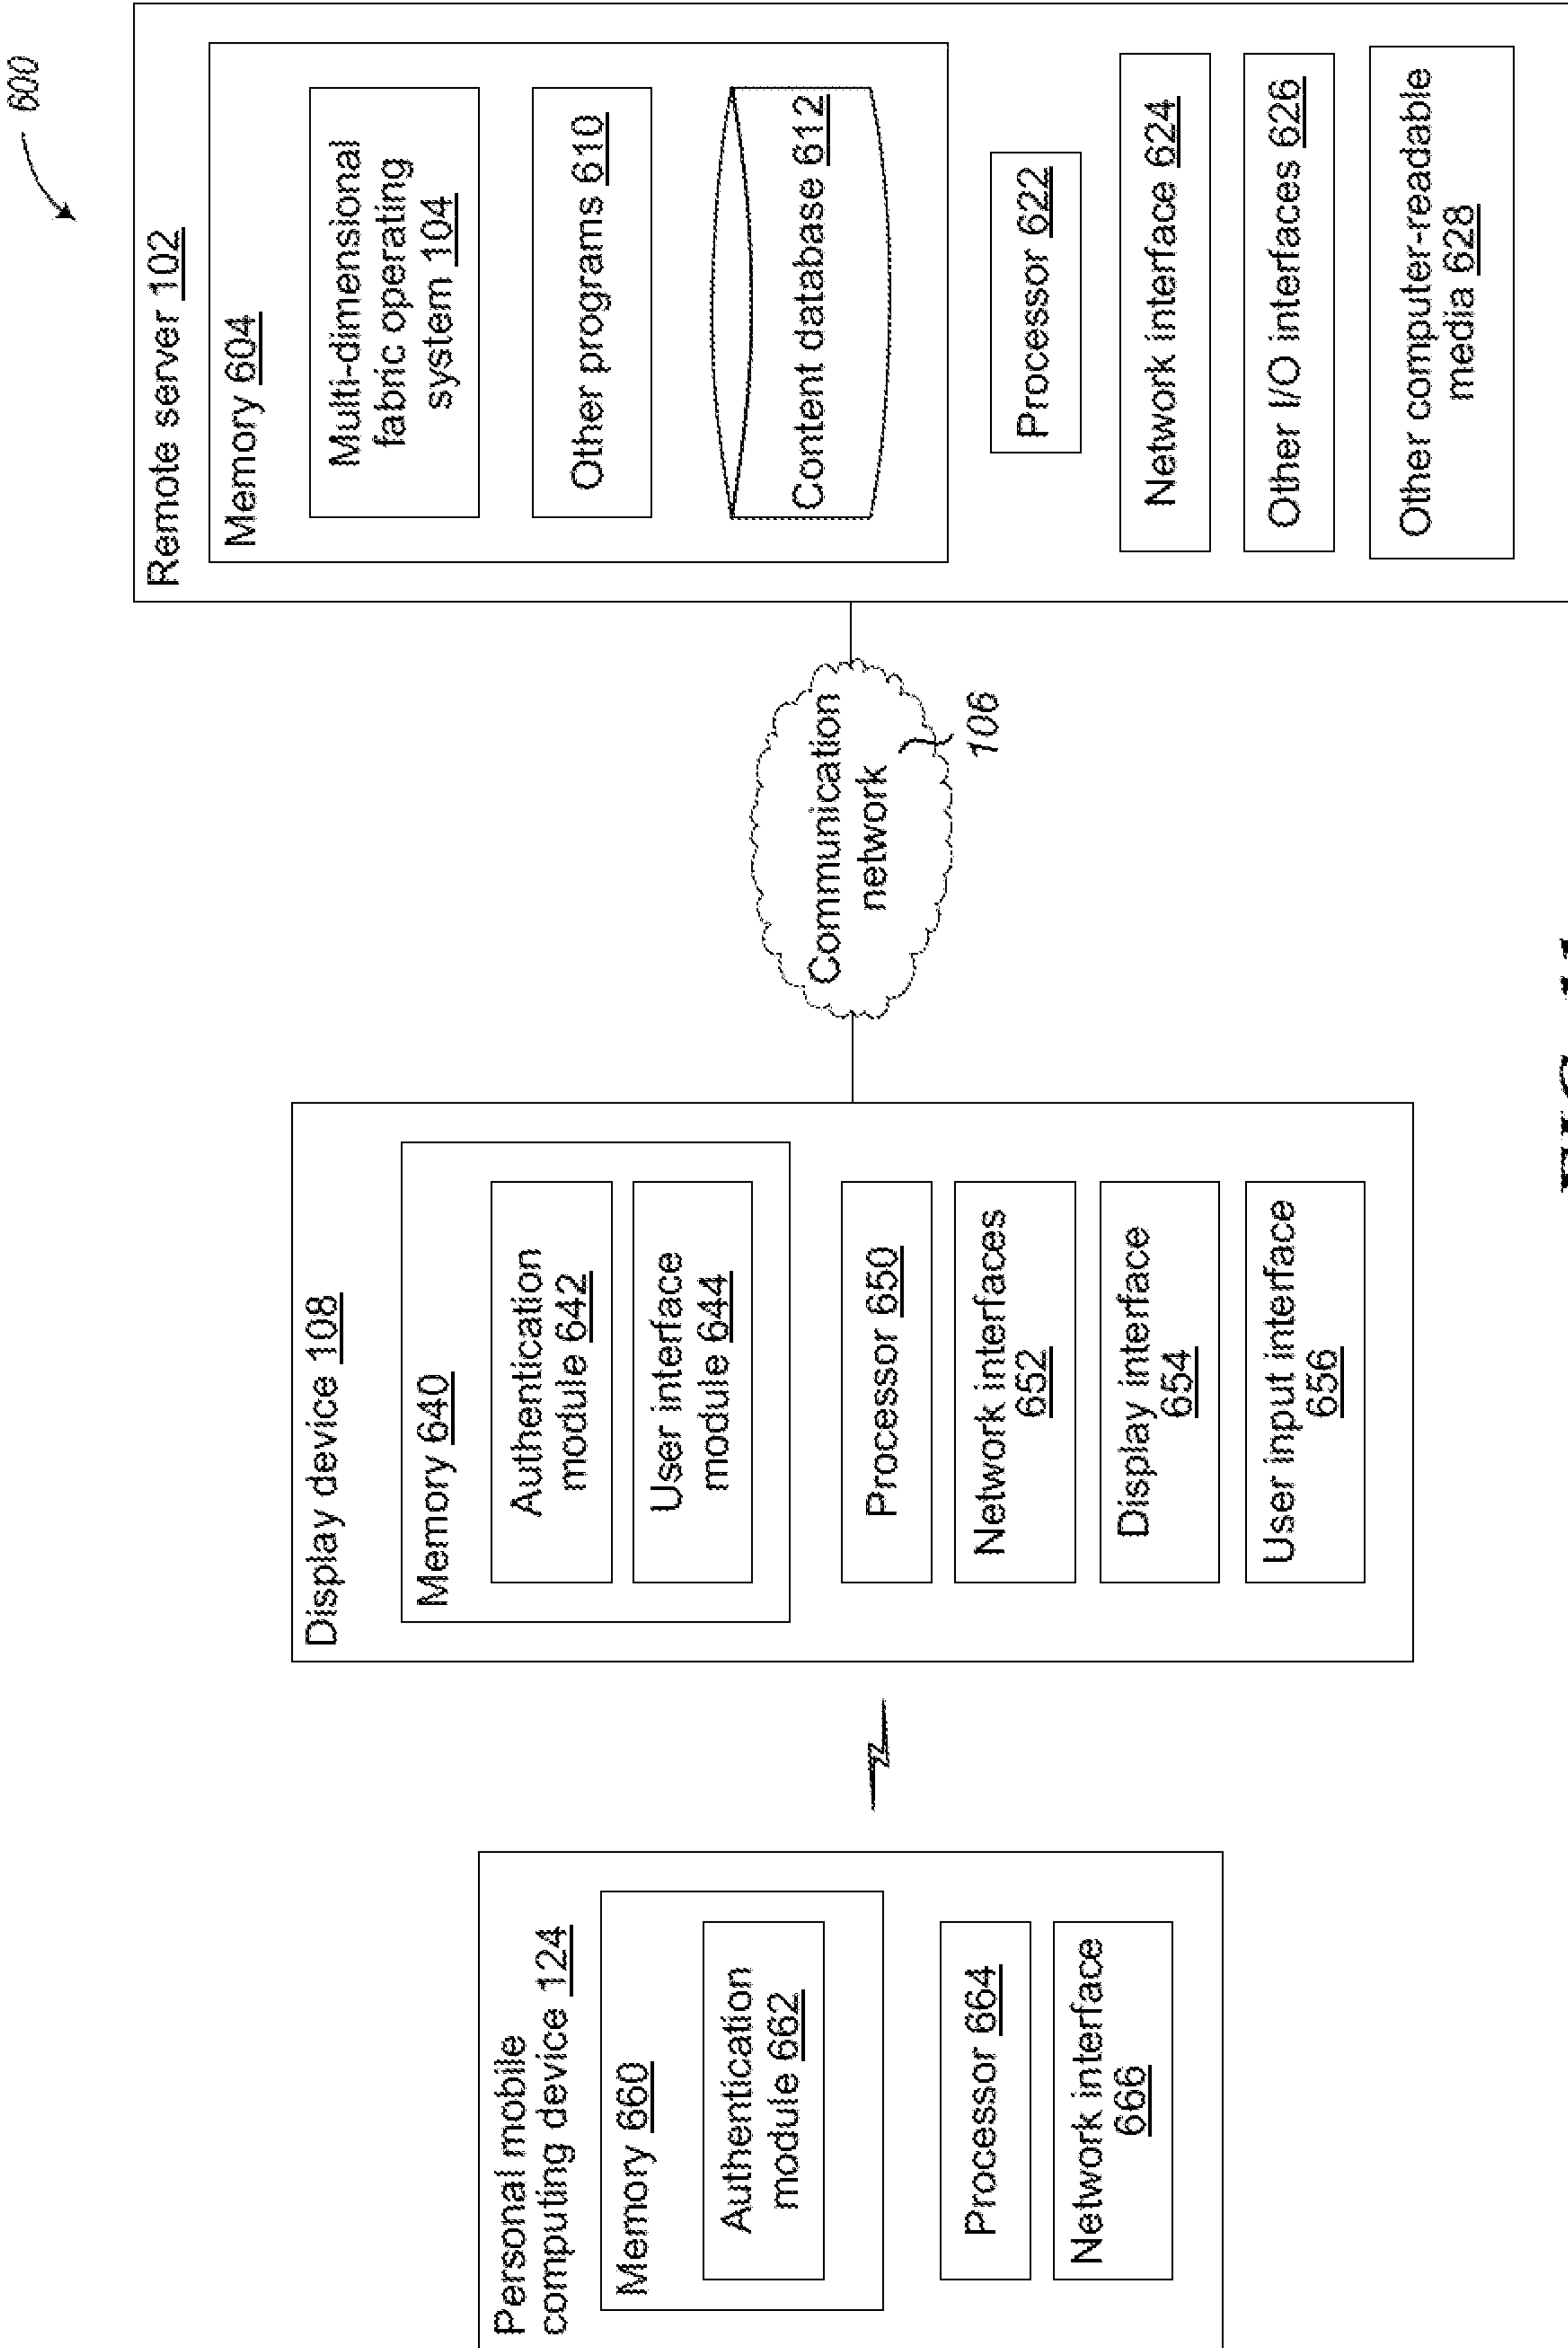 600
Personal mobile
computing device 124
Memory 660
Authentication
module 662
Processor 664
Network interface
666
Display device 108
Memory 640
Authentication
module 642
User interface
module 644
Processor 650
Network interfaces
652
Display interface
654
User input interface
656
Communication
network
106
Remote server 102
Memory 604
Multi-dimensional
fabric operating
system 104
Other programs 610
Content database 612
Processor 622
Network interface 624
Other I/O interfaces 626
Other computer-readable
media 628